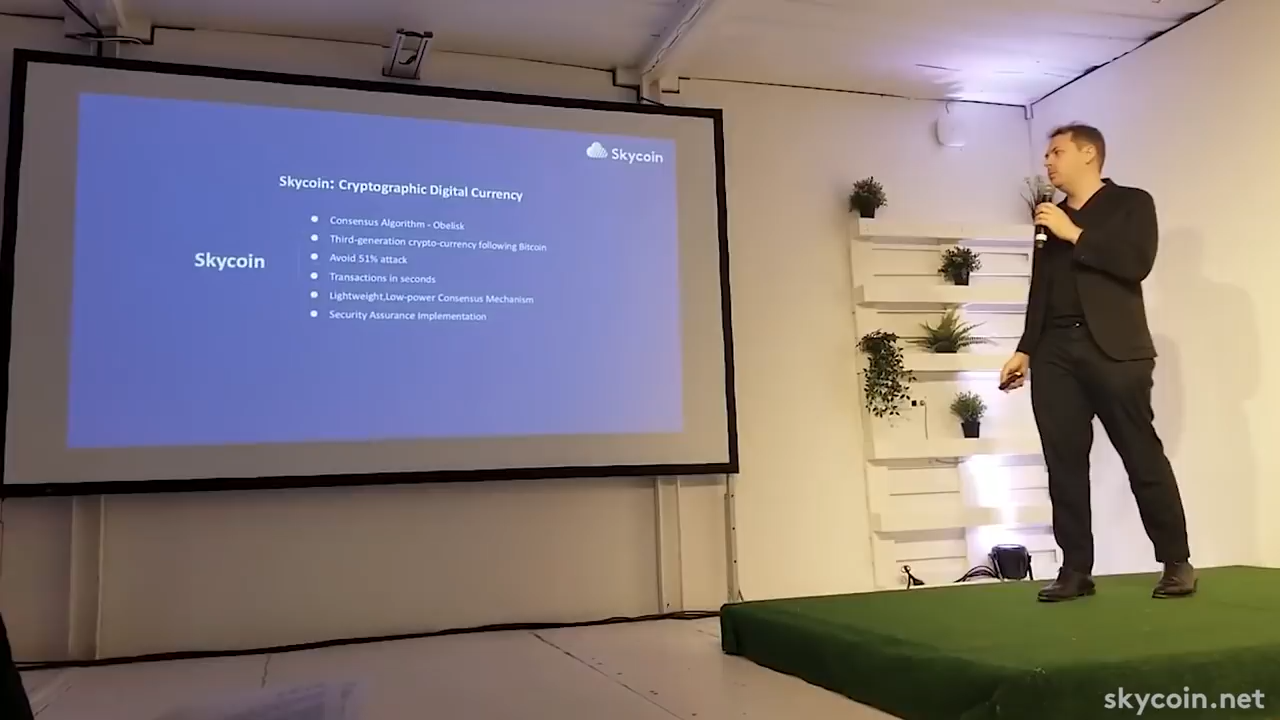 Skycoin
Skycoin: Cryptographic Digital Currency
Skycoin
Consensus Algorithm - Obelisk
Third-generation crypto-currency following Bitcoin
Avoid 51% attack
Transactions in seconds
Lightweight,Low-power Consensus Mechanism
Security Assurance Implementation
skycoin.net